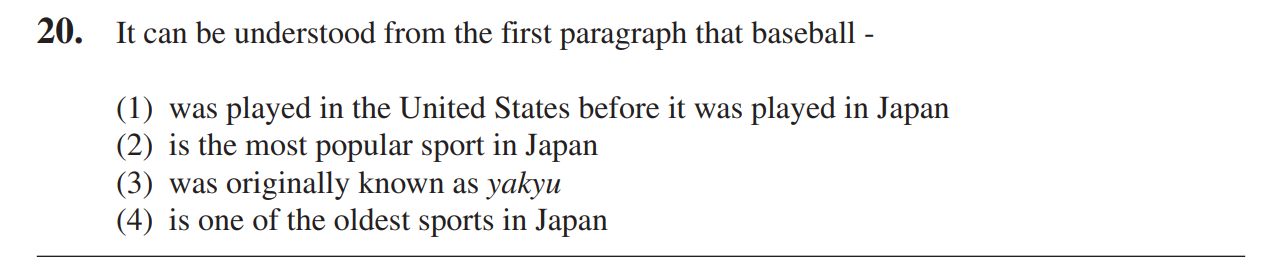 20. It can be understood from the first paragraph that baseball -
(1) was played in the United States before it was played in Japan
(2) is the most popular sport in Japan
(3) was originally known as yakyu
(4) is one of the oldest sports in Japan